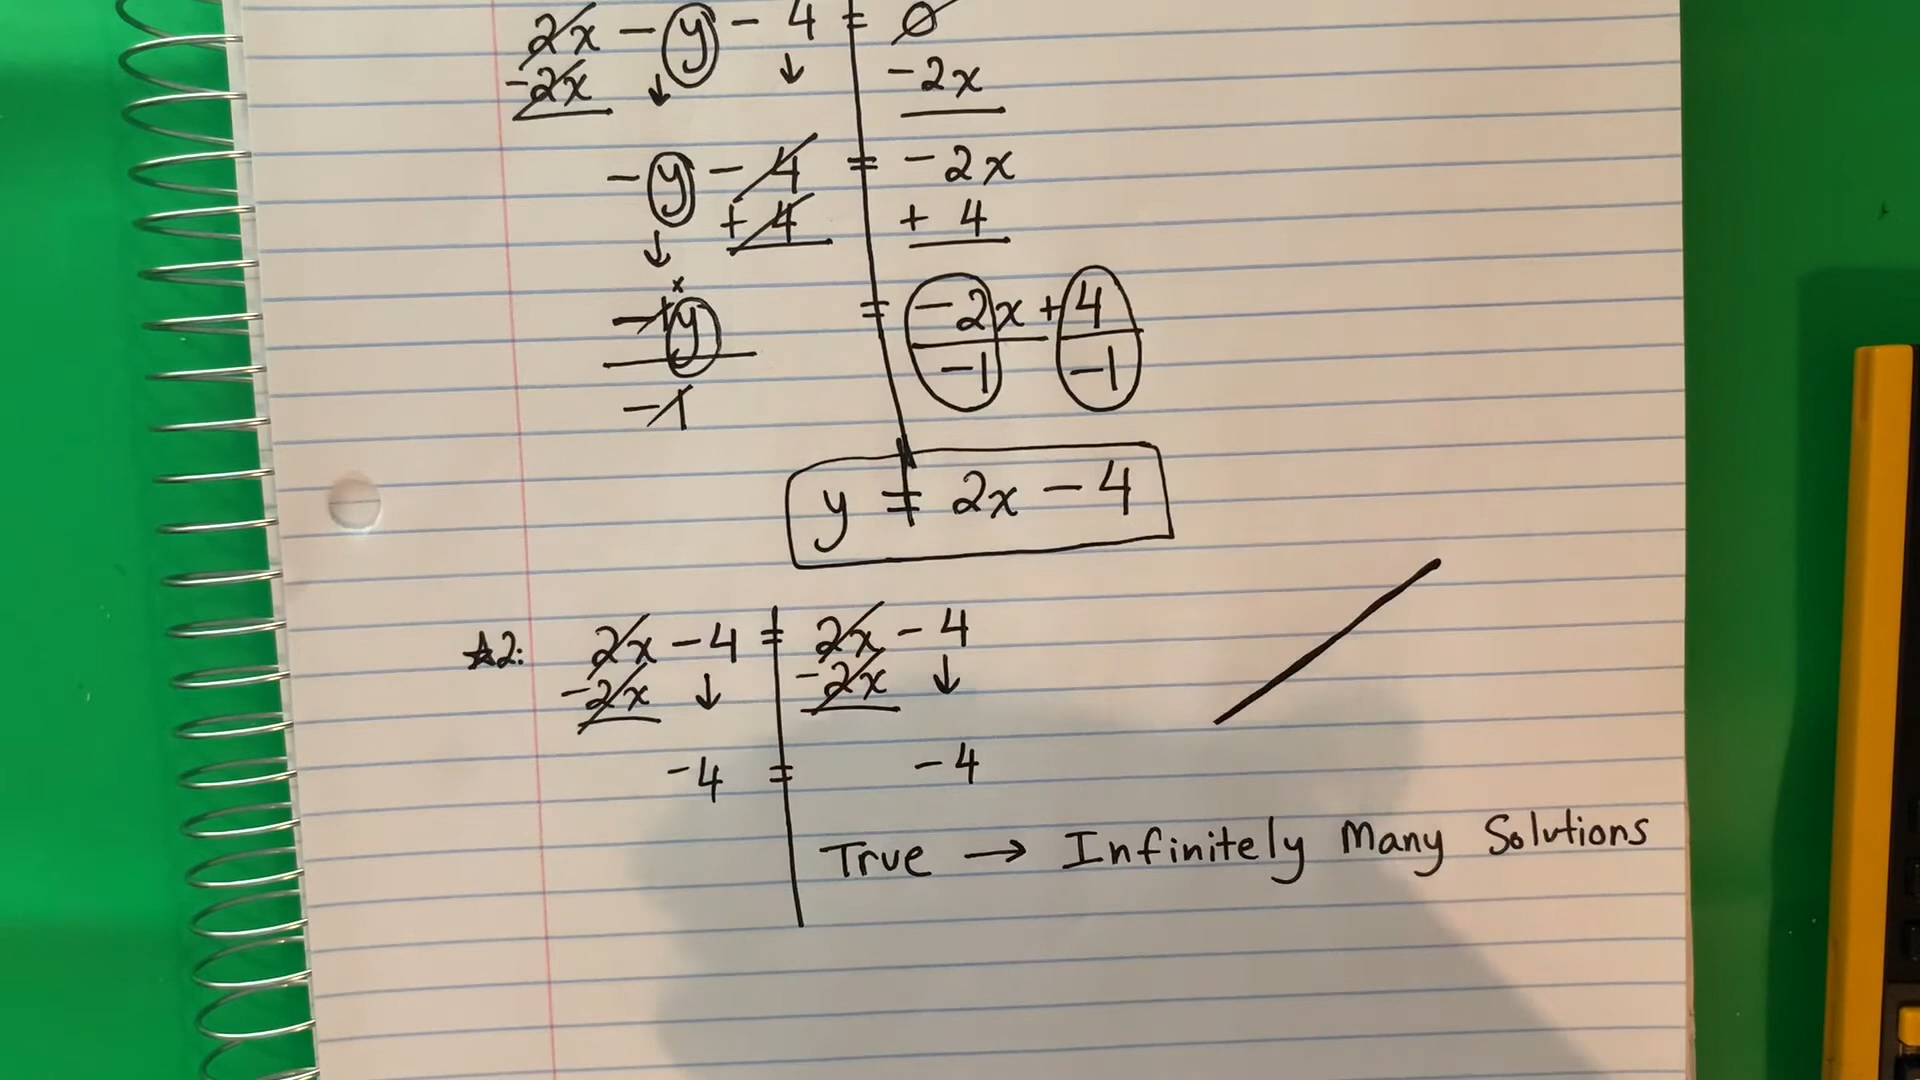 2x - y - 4 = 0
-2x ↓ ↓ -2x
-y - 4 = -2x
↓ + 4 + 4
-1y = -2x + 4
-1 -1 -1
y = 2x - 4
★2: 2x - 4 = 2x - 4
-2x ↓ -2x ↓
-4 = -4
True → Infinitely Many Solutions